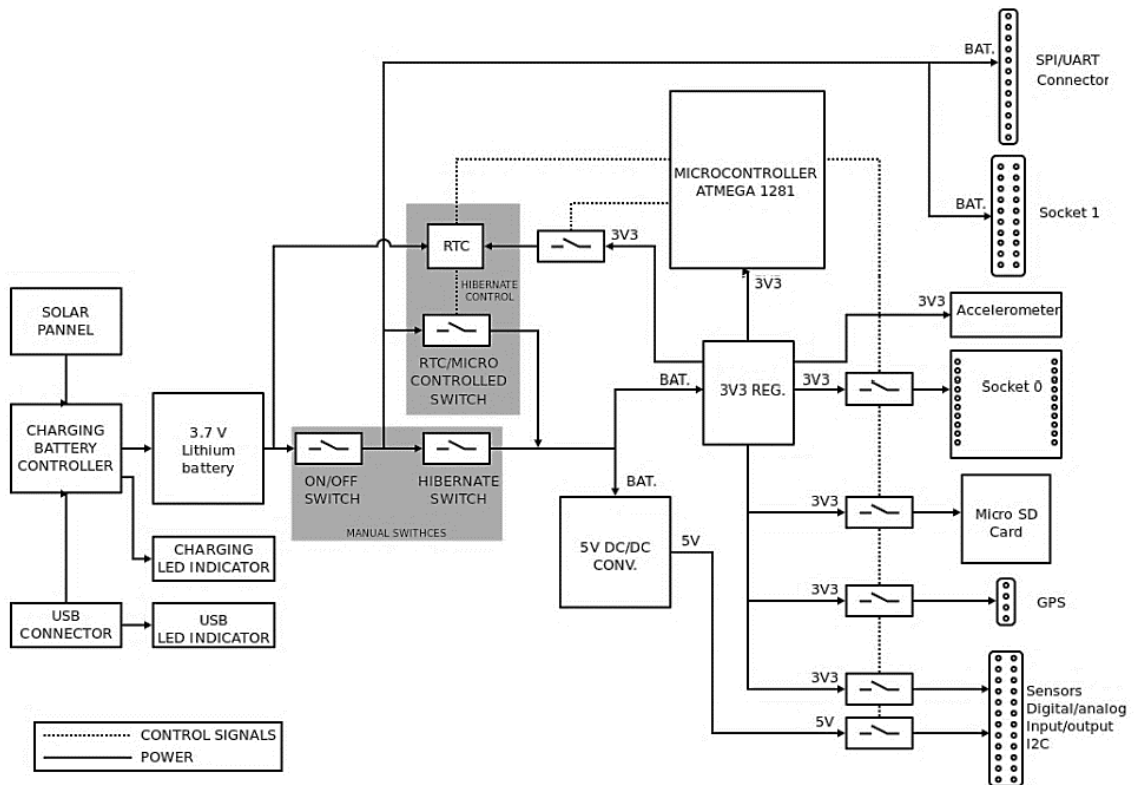 BAT.
SPI/UART
Connector
MICROCONTROLLER
ATMEGA 1281
BAT.
Socket 1
RTC
3V3
HIBERNATE
CONTROL
3V3
SOLAR
PANNEL
3V3
Accelerometer
RTC/MICRO
CONTROLLED
SWITCH
BAT.
3V3 REG.
3V3
Socket 0
CHARGING
BATTERY
CONTROLLER
3.7 V
Lithium
battery
ON/OFF
SWITCH
HIBERNATE
SWITCH
MANUAL SWITHCES
BAT.
5V DC/DC
CONV.
5V
3V3
Micro SD
Card
CHARGING
LED INDICATOR
3V3
GPS
USB
CONNECTOR
USB
LED INDICATOR
3V3
5V
Sensors
Digital/analog
Input/output
I2C
CONTROL SIGNALS
POWER